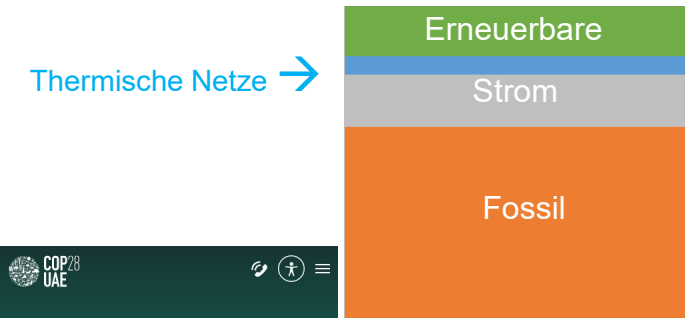 Erneuerbare
Thermische Netze →
Strom
Fossil
COP28
UAE